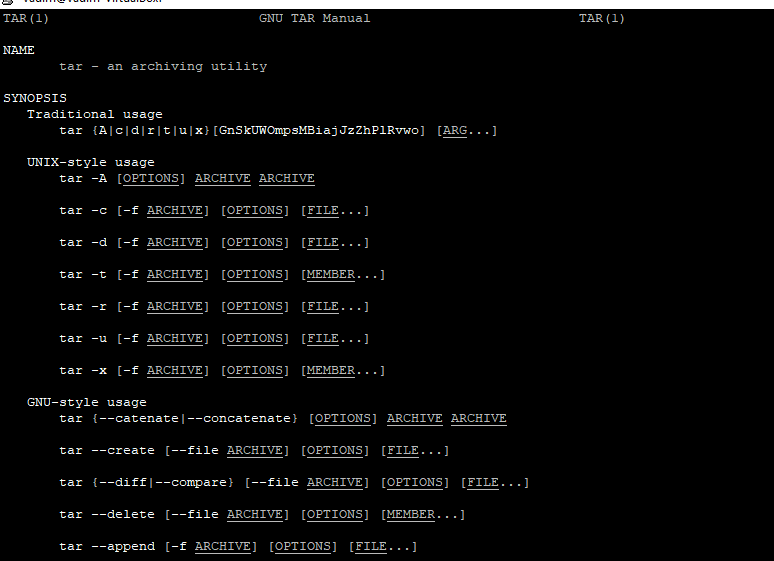 TAR(1) GNU TAR Manual TAR(1)
NAME
tar - an archiving utility
SYNOPSIS
Traditional usage
tar {A|c|d|r|t|u|x}[GnSkUWOmpsMBiajJzZhPlRvwo] [ARG...]
UNIX-style usage
tar -A [OPTIONS] ARCHIVE ARCHIVE
tar -c [-f ARCHIVE] [OPTIONS] [FILE...]
tar -d [-f ARCHIVE] [OPTIONS] [FILE...]
tar -t [-f ARCHIVE] [OPTIONS] [MEMBER...]
tar -r [-f ARCHIVE] [OPTIONS] [FILE...]
tar -u [-f ARCHIVE] [OPTIONS] [FILE...]
tar -x [-f ARCHIVE] [OPTIONS] [MEMBER...]
GNU-style usage
tar {--catenate|--concatenate} [OPTIONS] ARCHIVE ARCHIVE
tar --create [--file ARCHIVE] [OPTIONS] [FILE...]
tar {--diff|--compare} [--file ARCHIVE] [OPTIONS] [FILE...]
tar --delete [--file ARCHIVE] [OPTIONS] [MEMBER...]
tar --append [-f ARCHIVE] [OPTIONS] [FILE...]